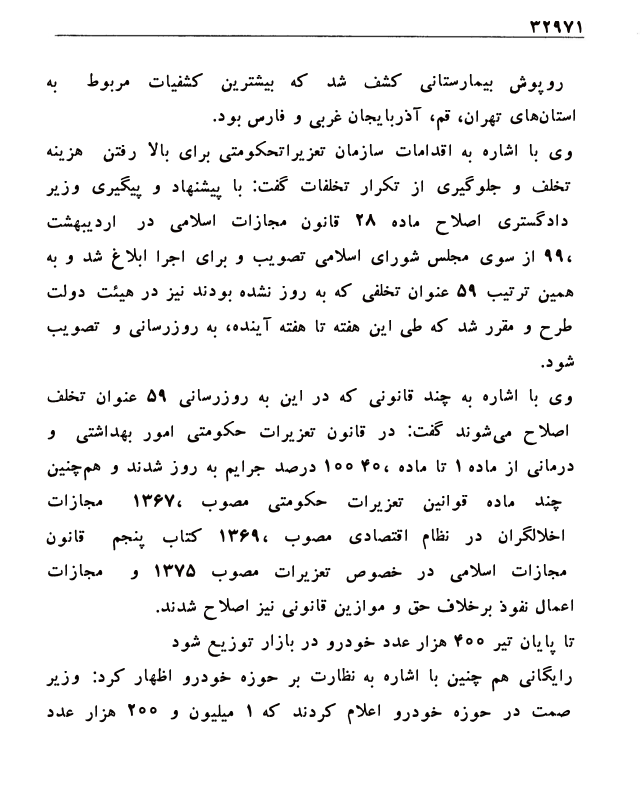 ۳۲۹۷۱
روپوش بیمارستانی کشف شد که بیشترین کشفیات مربوط به
استان‌های تهران، قم، آذربایجان غربی و فارس بود.
وی با اشاره به اقدامات سازمان تعزیراتحکومتی برای بالا رفتن هزینه
تخلف و جلوگیری از تکرار تخلفات گفت: با پیشنهاد و پیگیری وزیر
دادگستری اصلاح ماده ۲۸ قانون مجازات اسلامی در اردیبهشت
،۹۹ از سوی مجلس شورای اسلامی تصویب و برای اجرا ابلاغ شد و به
همین ترتیب ۵۹ عنوان تخلفی که به روز نشده بودند نیز در هیئت دولت
طرح و مقرر شد که طی این هفته تا هفته آینده، به روزرسانی و تصویب
شود.
وی با اشاره به چند قانونی که در این به روزرسانی ۵۹ عنوان تخلف
اصلاح می‌شوند گفت: در قانون تعزیرات حکومتی امور بهداشتی و
درمانی از ماده ۱ تا ماده ،۴۰ ۱۰۰ درصد جرایم به روز شدند و هم‌چنین
چند ماده قوانین تعزیرات حکومتی مصوب ،۱۳۶۷ مجازات
اخلالگران در نظام اقتصادی مصوب ،۱۳۶۹ کتاب پنجم قانون
مجازات اسلامی در خصوص تعزیرات مصوب ۱۳۷۵ و مجازات
اعمال نفوذ برخلاف حق و موازین قانونی نیز اصلاح شدند.
تا پایان تیر ۴۰۰ هزار عدد خودرو در بازار توزیع شود
رایگانی هم چنین با اشاره به نظارت بر حوزه خودرو اظهار کرد: وزیر
صمت در حوزه خودرو اعلام کردند که ۱ میلیون و ۲۰۰ هزار عدد